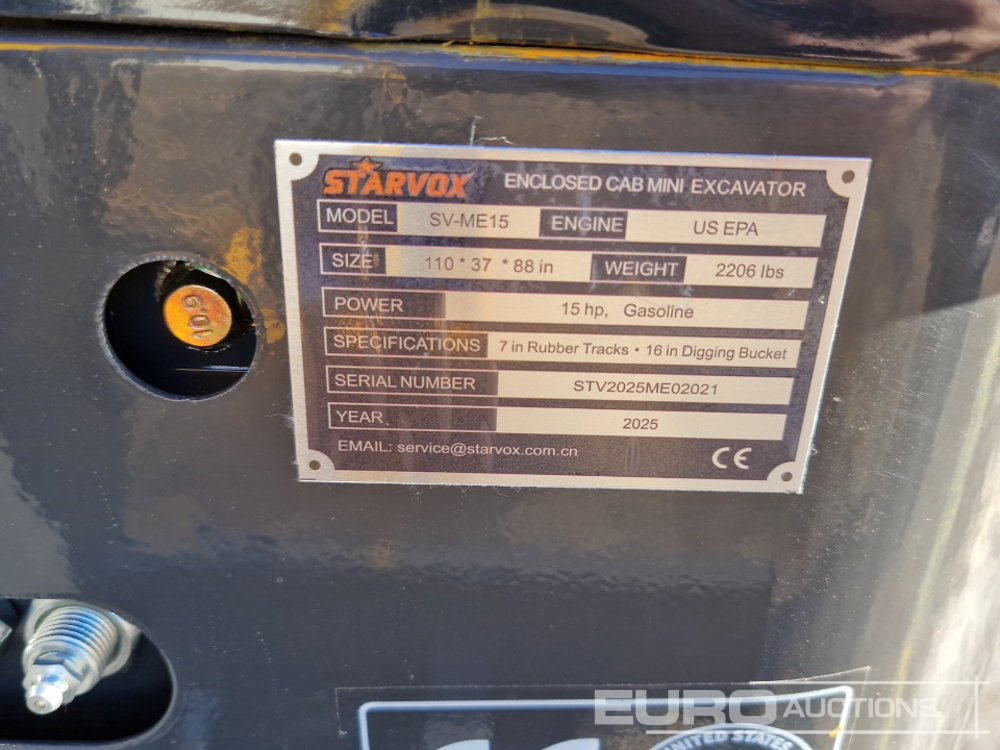 STARVOX ENCLOSED CAB MINI EXCAVATOR
MODEL SV-ME15 ENGINE US EPA
SIZE 110 * 37 * 88 in WEIGHT 2206 lbs
POWER 15 hp, Gasoline
SPECIFICATIONS 7 in Rubber Tracks • 16 in Digging Bucket
SERIAL NUMBER STV2025ME02021
YEAR 2025
EMAIL: service@starvox.com.cn CE
10.9
EURO AUCTIONS
UNITED STATES